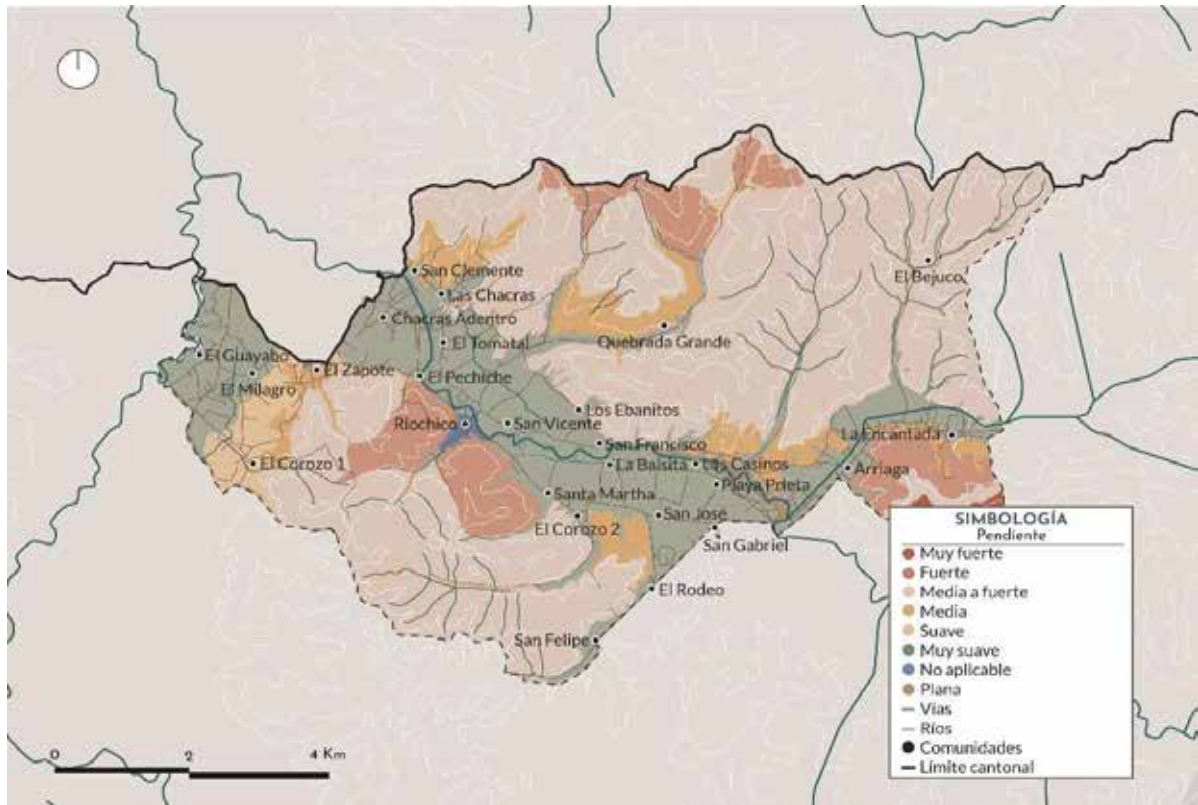 San Clemente
El Bejuco
Las Chacras
Chacras Adentro
El Tomatal
Quebrada Grande
El Guayabo
El Zapote
El Pechiche
El Milagro
Los Ebanitos
Riochico
San Vicente
San Francisco
La Encantada
El Corozo 1
La Balsita
Las Casinos
Arriaga
Playa Prieta
Santa Martha
El Corozo 2
San José
San Gabriel
El Rodeo
San Felipe
SIMBOLOGÍA
Pendiente
Muy fuerte
Fuerte
Media a fuerte
Media
Suave
Muy suave
No aplicable
Plana
Vías
Ríos
Comunidades
Límite cantonal
0 2 4 Km